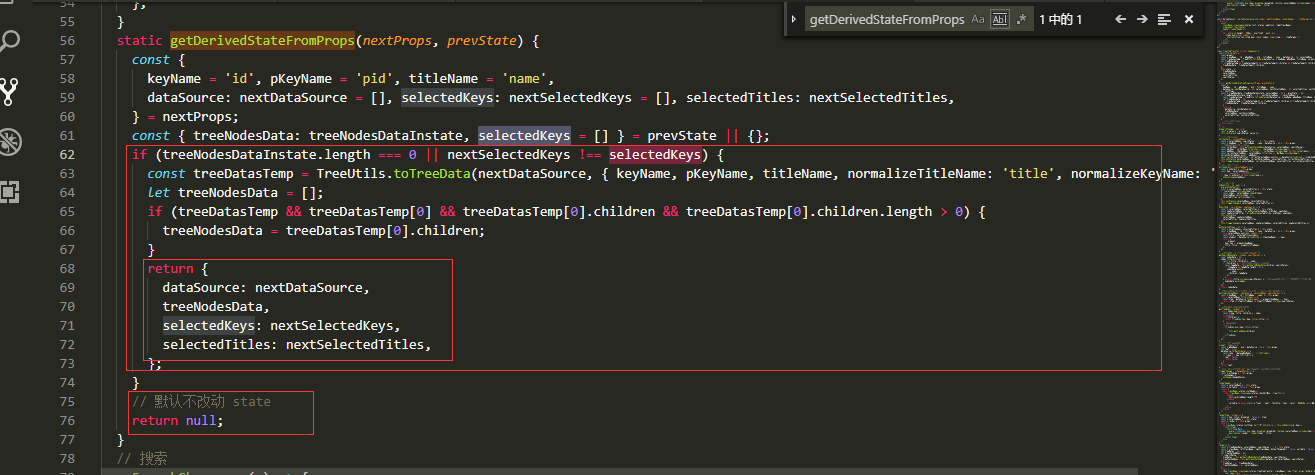 getDerivedStateFromProps Aa Ab| .* 1 中的 1
54 };
55 }
56 static getDerivedStateFromProps(nextProps, prevState) {
57 const {
58 keyName = 'id', pKeyName = 'pid', titleName = 'name',
59 dataSource: nextDataSource = [], selectedKeys: nextSelectedKeys = [], selectedTitles: nextSelectedTitles,
60 } = nextProps;
61 const { treeNodesData: treeNodesDataInstate, selectedKeys = [] } = prevState || {};
62 if (treeNodesDataInstate.length === 0 || nextSelectedKeys !== selectedKeys) {
63 const treeDatasTemp = TreeUtils.toTreeData(nextDataSource, { keyName, pKeyName, titleName, normalizeTitleName: 'title', normalizeKeyName: '
64 let treeNodesData = [];
65 if (treeDatasTemp && treeDatasTemp[0] && treeDatasTemp[0].children && treeDatasTemp[0].children.length > 0) {
66 treeNodesData = treeDatasTemp[0].children;
67 }
68 return {
69 dataSource: nextDataSource,
70 treeNodesData,
71 selectedKeys: nextSelectedKeys,
72 selectedTitles: nextSelectedTitles,
73 };
74 }
75 // 默认不改动 state
76 return null;
77 }
78 // 搜索